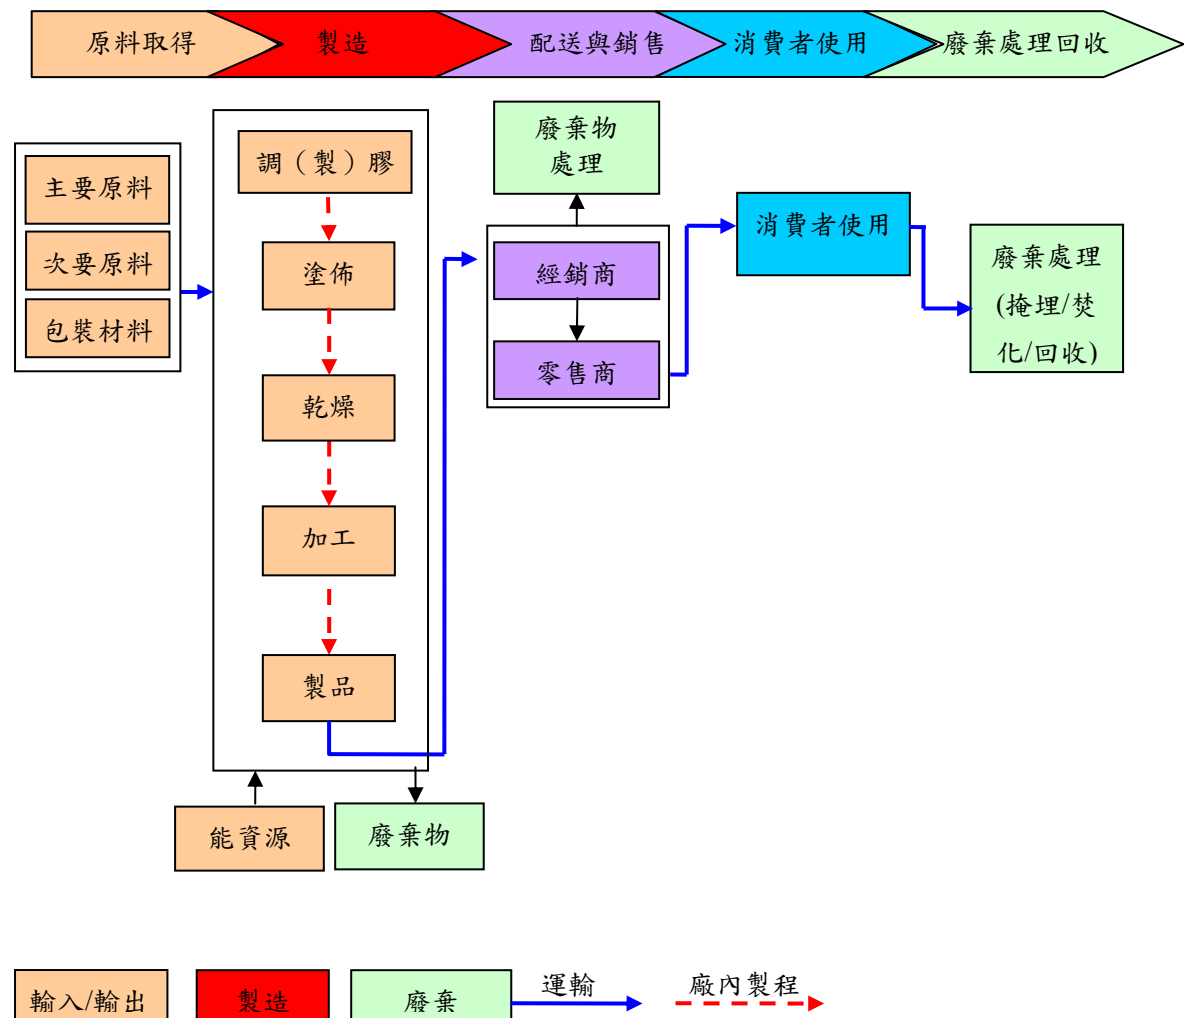 原料取得
製造
配送與銷售
消費者使用
廢棄處理回收
主要原料
次要原料
包裝材料
調（製）膠
塗佈
乾燥
加工
製品
能資源
廢棄物
廢棄物
處理
經銷商
零售商
消費者使用
廢棄處理
(掩埋/焚
化/回收)
輸入/輸出
製造
廢棄
運輸
廠內製程